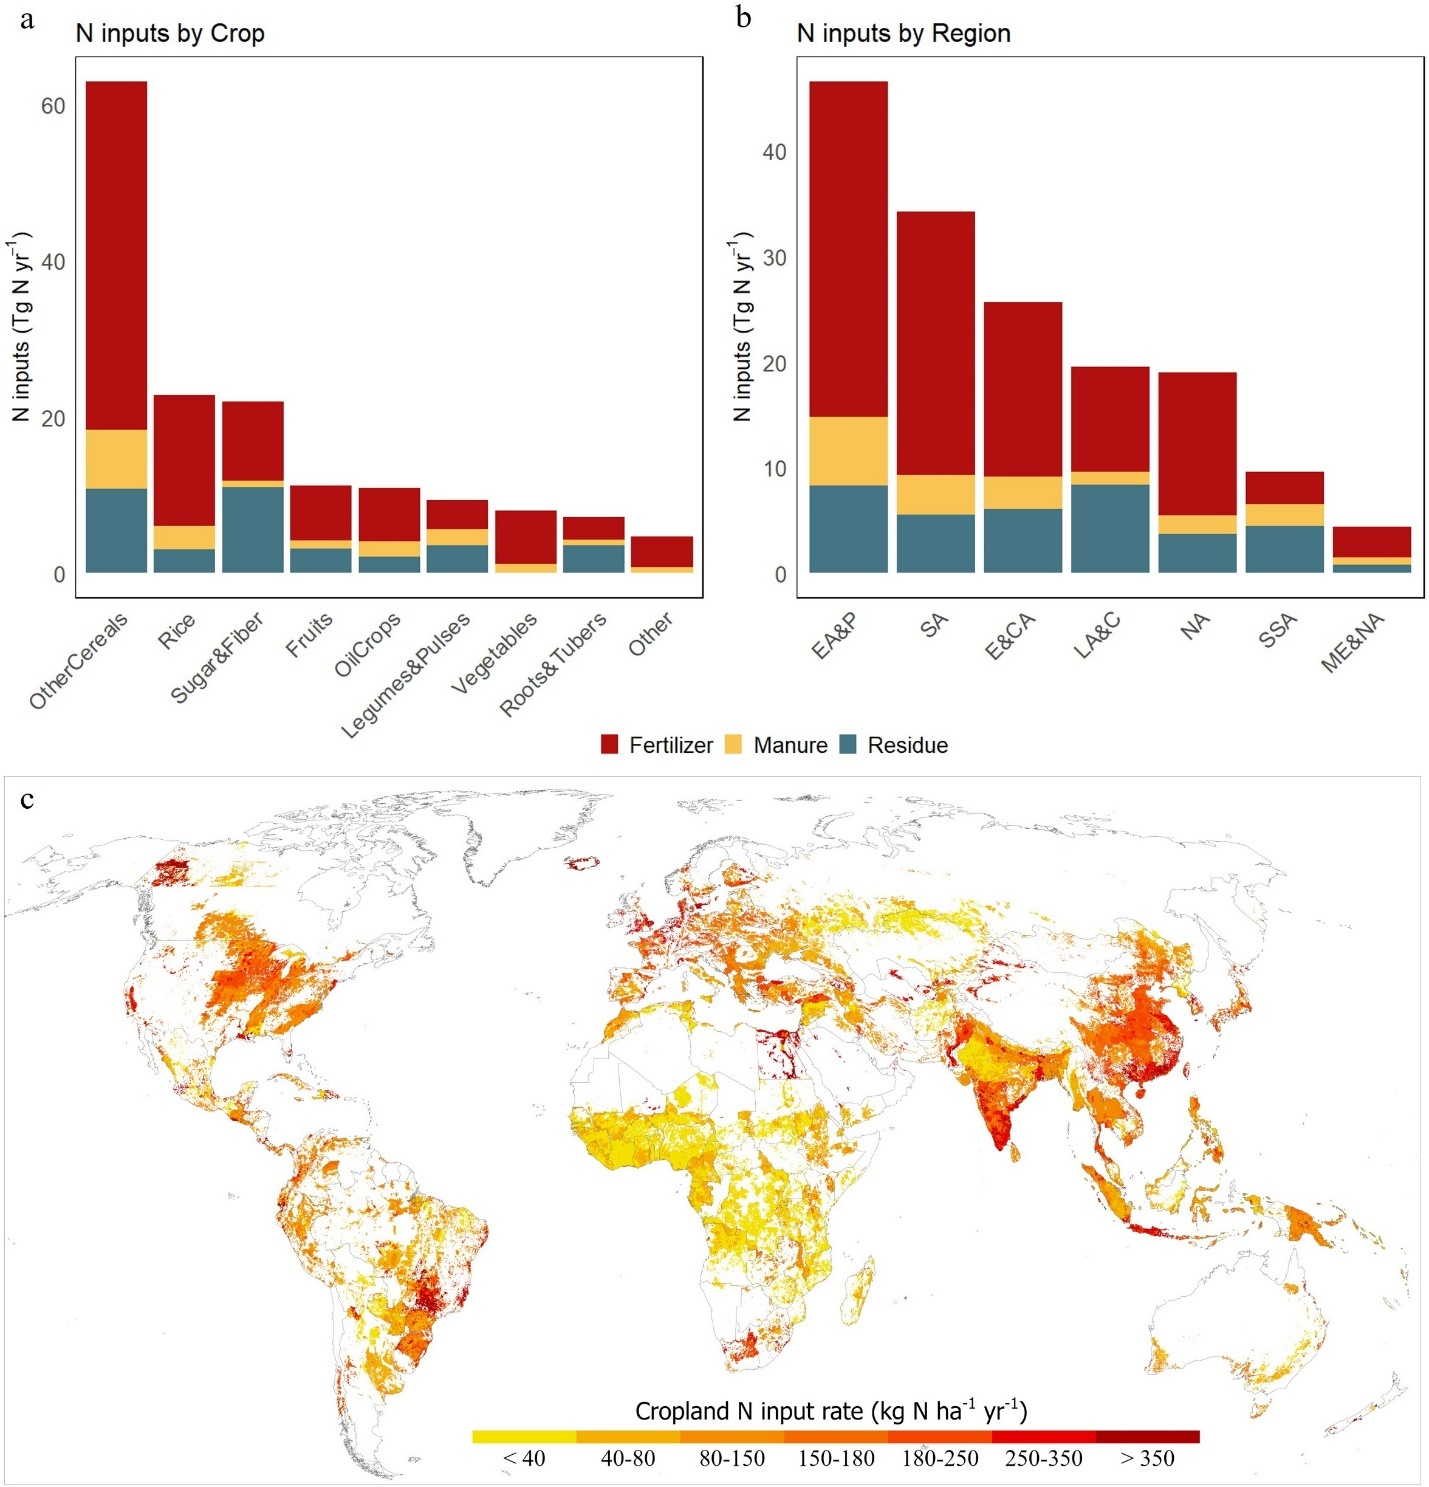 a
N inputs by Crop
N inputs (Tg N yr⁻¹)
60
40
20
0
OtherCereals
Rice
Sugar&Fiber
Fruits
OilCrops
Legumes&Pulses
Vegetables
Roots&Tubers
Other
b
N inputs by Region
N inputs (Tg N yr⁻¹)
40
30
20
10
0
EA&P
SA
E&CA
LA&C
NA
SSA
ME&NA
Fertilizer Manure Residue
c
Cropland N input rate (kg N ha⁻¹ yr⁻¹)
< 40 40-80 80-150 150-180 180-250 250-350 > 350